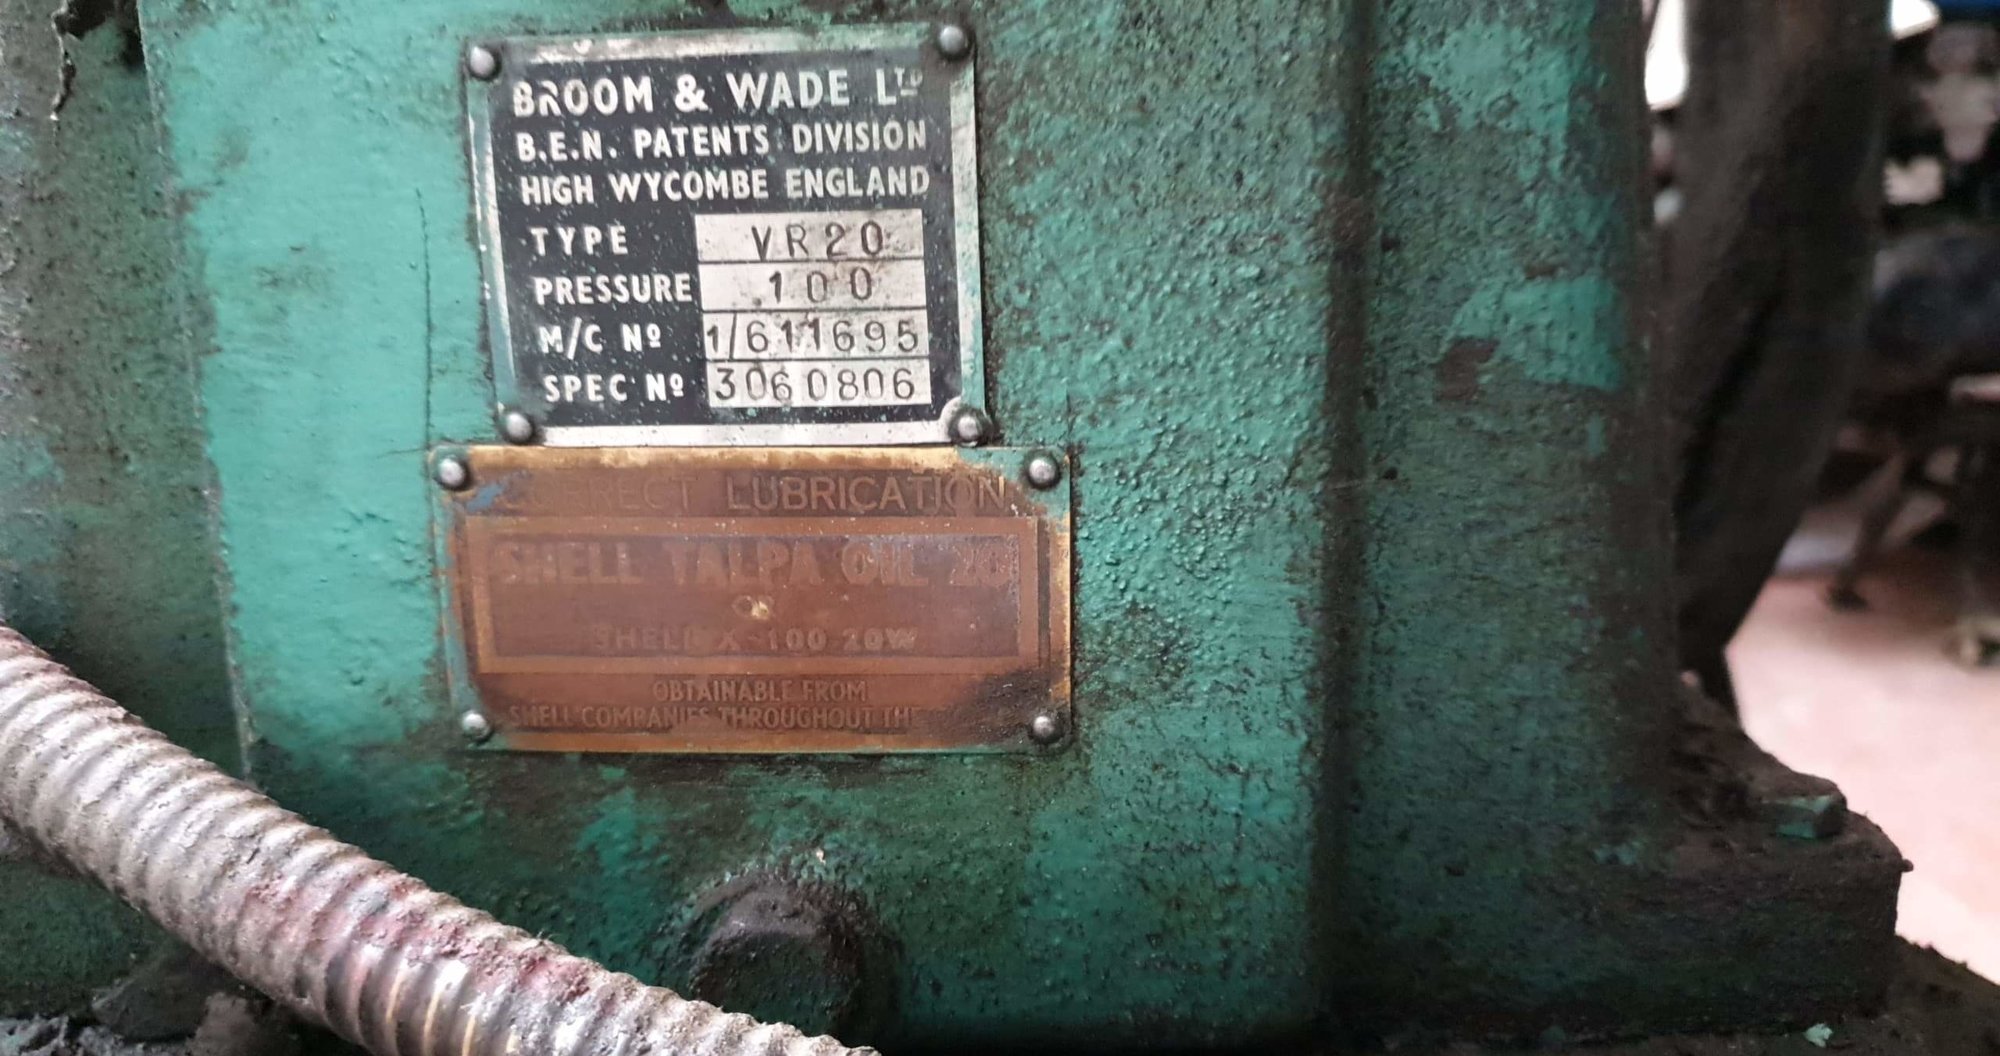 BROOM & WADE LTD
B.E.N. PATENTS DIVISION
HIGH WYCOMBE ENGLAND
TYPE VR20
PRESSURE 100
M/C Nº 1/611695
SPEC Nº 3060806
CORRECT LUBRICATION
SHELL TALPA OIL 20
OR
SHELL X-100 20W
OBTAINABLE FROM
SHELL COMPANIES THROUGHOUT THE